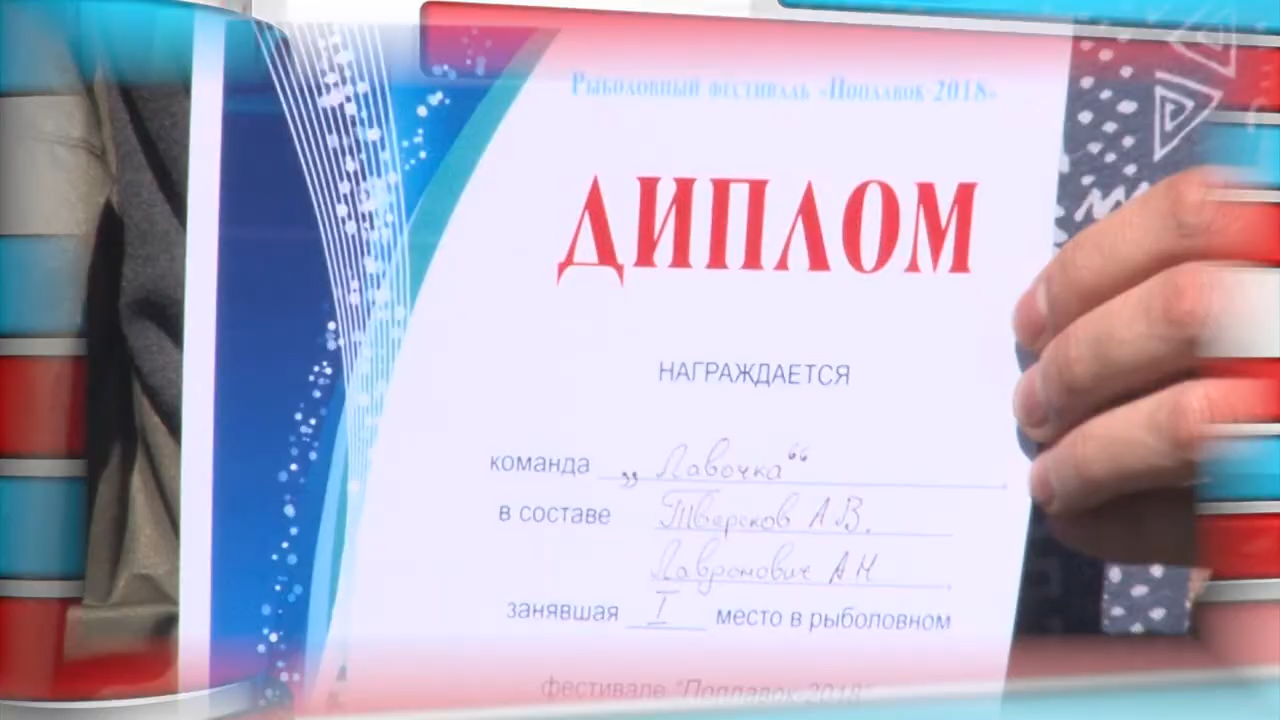 Рыболовный фестиваль «Поплавок-2018»
ДИПЛОМ
НАГРАЖДАЕТСЯ
команда „Лавочка“
в составе Тверсков А.В.
Лавронович А Н
занявшая I место в рыболовном
фестивале "Поплавок 2018"